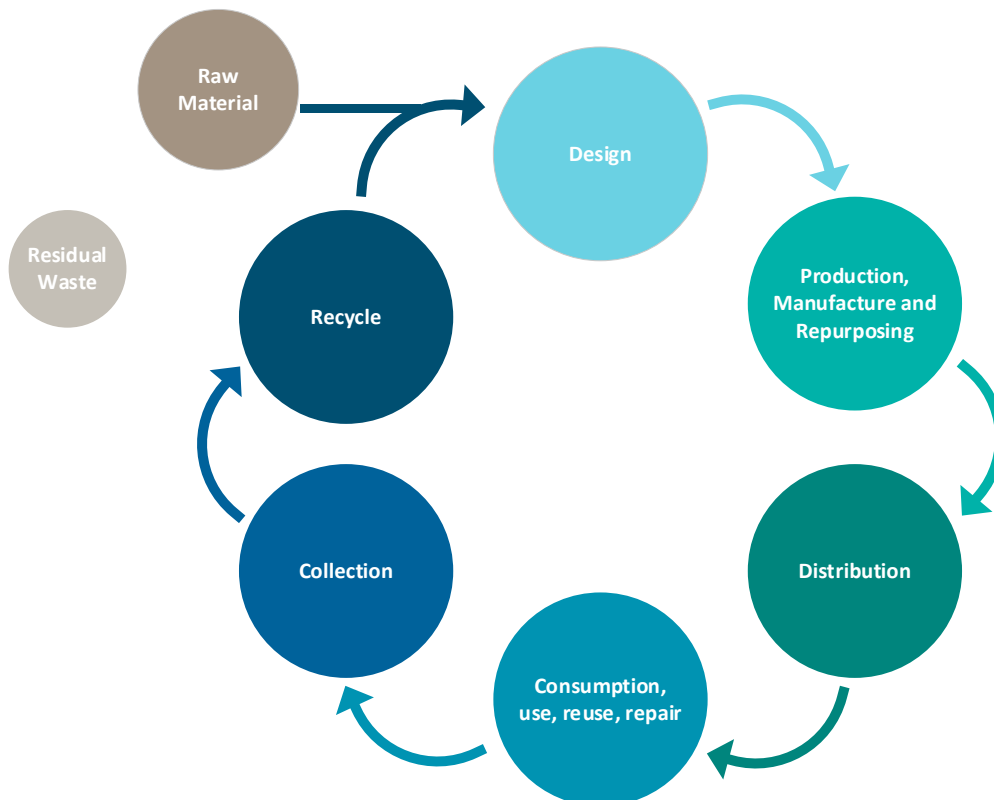 Raw
Material
Design
Residual
Waste
Production,
Manufacture and
Repurposing
Recycle
Collection
Distribution
Consumption,
use, reuse, repair